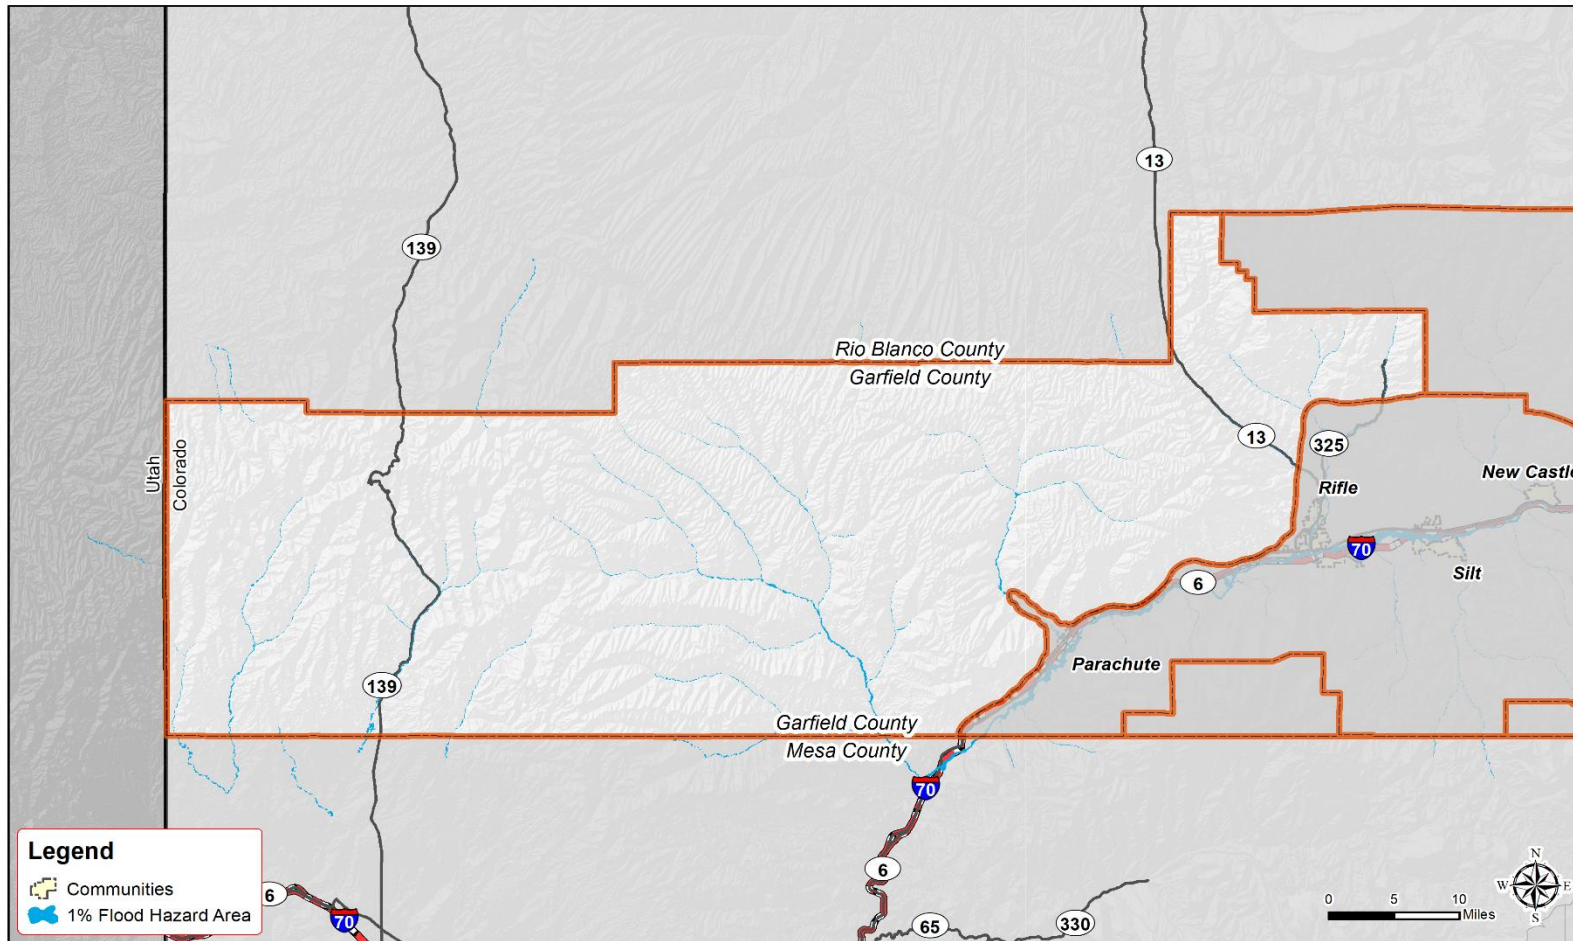 13
139
Rio Blanco County
Garfield County
13
325
New Castle
Rifle
Utah
Colorado
70
6
Silt
Parachute
139
Garfield County
Mesa County
70
Legend
Communities
1% Flood Hazard Area
6
70
6
65
330
N
W
E
S
0
5
10
Miles